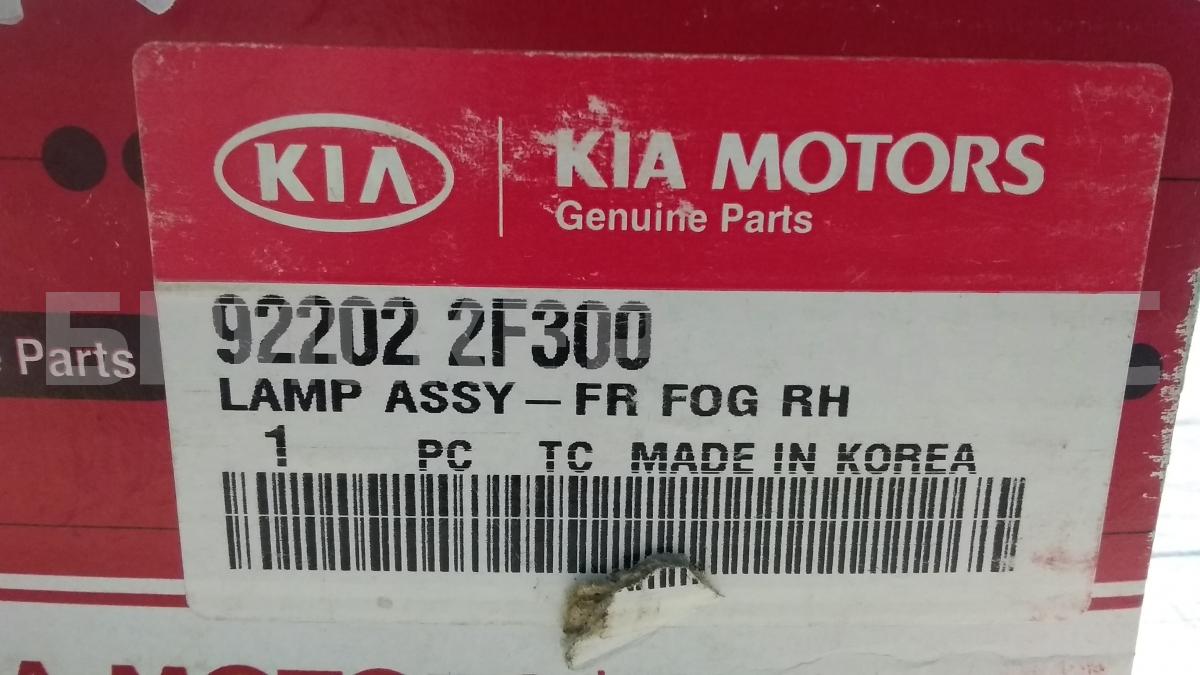 KIA
KIA MOTORS
Genuine Parts
92202 2F300
Parts
LAMP ASSY – FR FOG RH
1 PC TC MADE IN KOREA